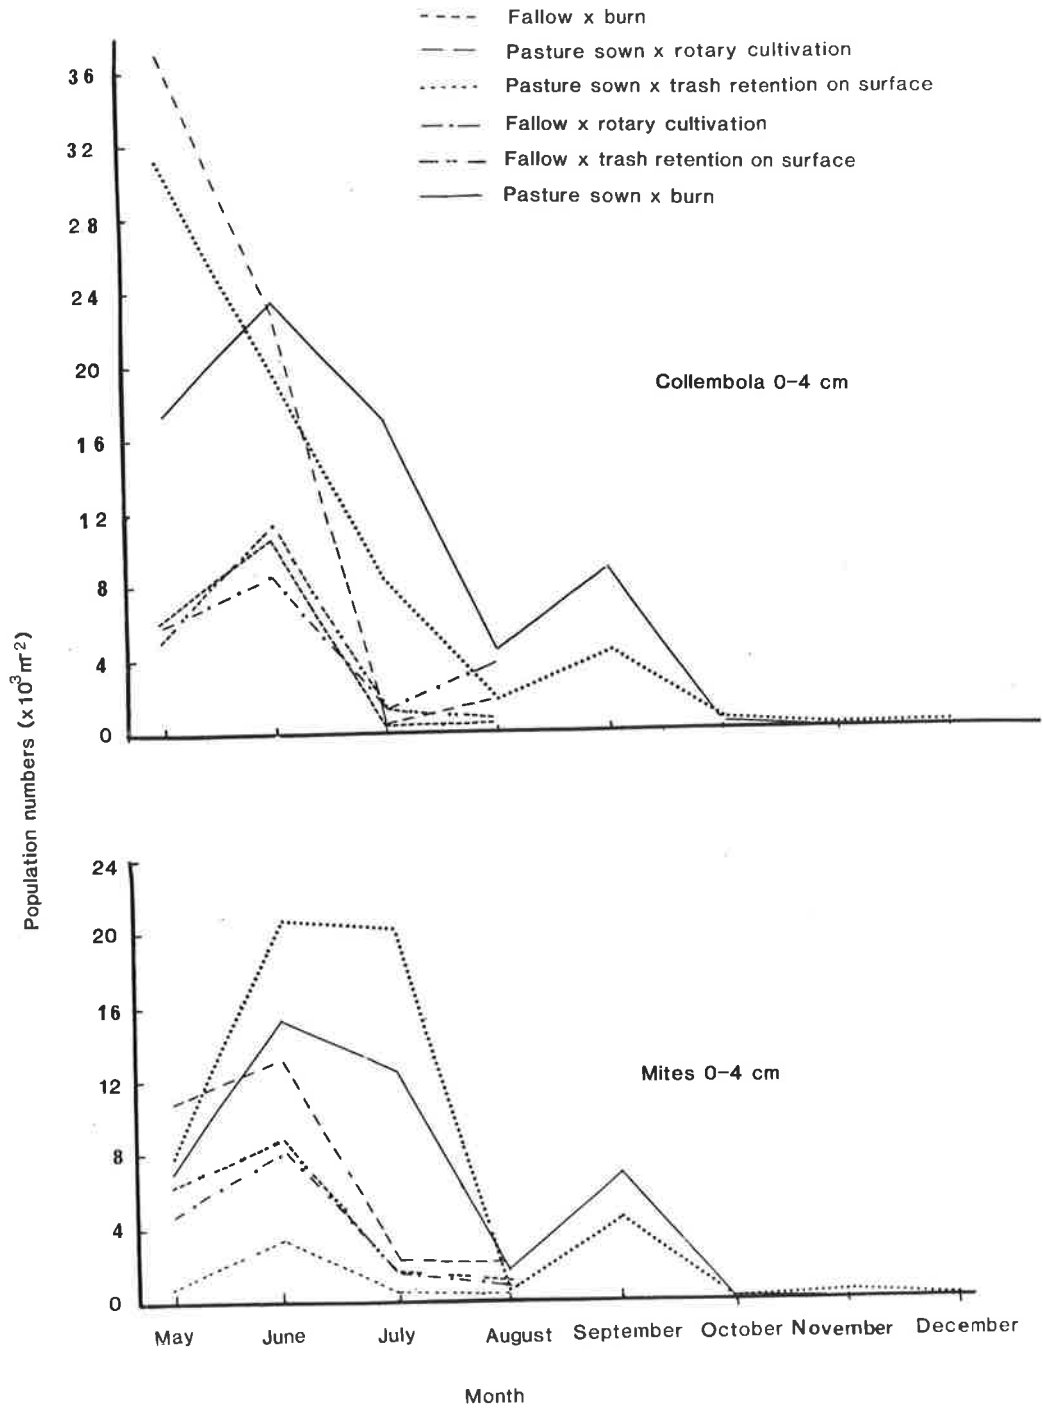 Fallow x burn
Pasture sown x rotary cultivation
Pasture sown x trash retention on surface
Fallow x rotary cultivation
Fallow x trash retention on surface
Pasture sown x burn
36
32
28
24
20
16
12
8
4
0
Collembola 0-4 cm
Population numbers (x10³m⁻²)
24
20
16
12
8
4
0
Mites 0-4 cm
May June July August September October November December
Month